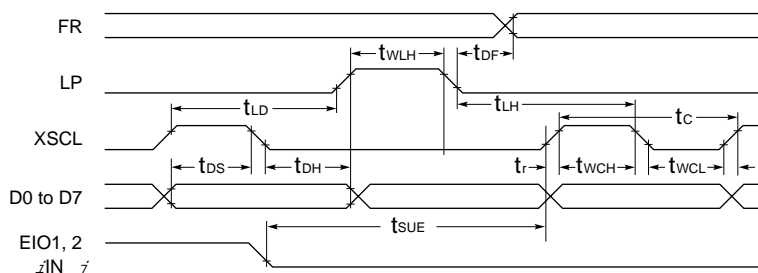 FR
tWLH
tDF
LP
tLD
tLH
tC
XSCL
tDS
tDH
tr
tWCH
tWCL
D0 to D7
tSUE
EIO1, 2
IN